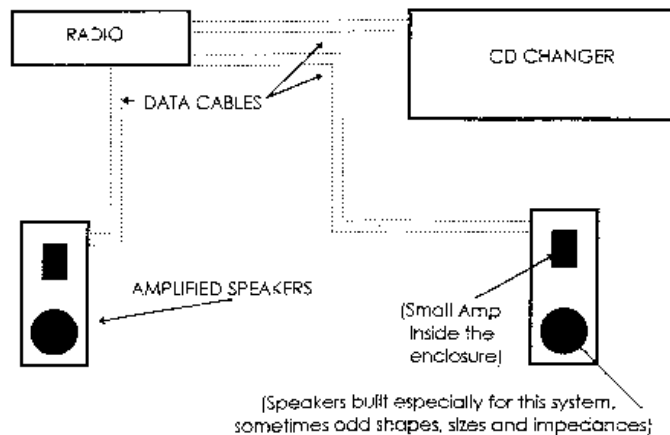 RADIO
CD CHANGER
DATA CABLES
AMPLIFIED SPEAKERS
(Small Amp
Inside the
enclosure)
(Speakers built especially for this system,
sometimes odd shapes, sizes and impedances)